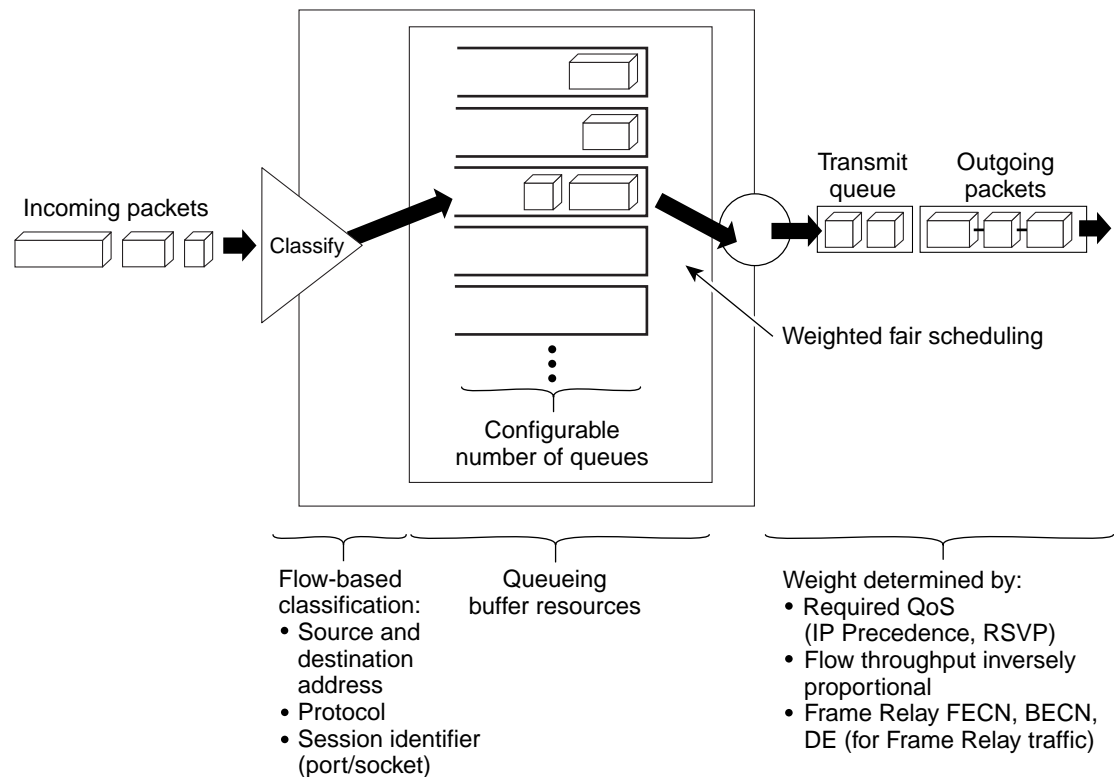 Incoming packets
Classify
Transmit
queue
Outgoing
packets
Weighted fair scheduling
Configurable
number of queues
Flow-based
classification:
• Source and
destination
address
• Protocol
• Session identifier
(port/socket)
Queueing
buffer resources
Weight determined by:
• Required QoS
(IP Precedence, RSVP)
• Flow throughput inversely
proportional
• Frame Relay FECN, BECN,
DE (for Frame Relay traffic)